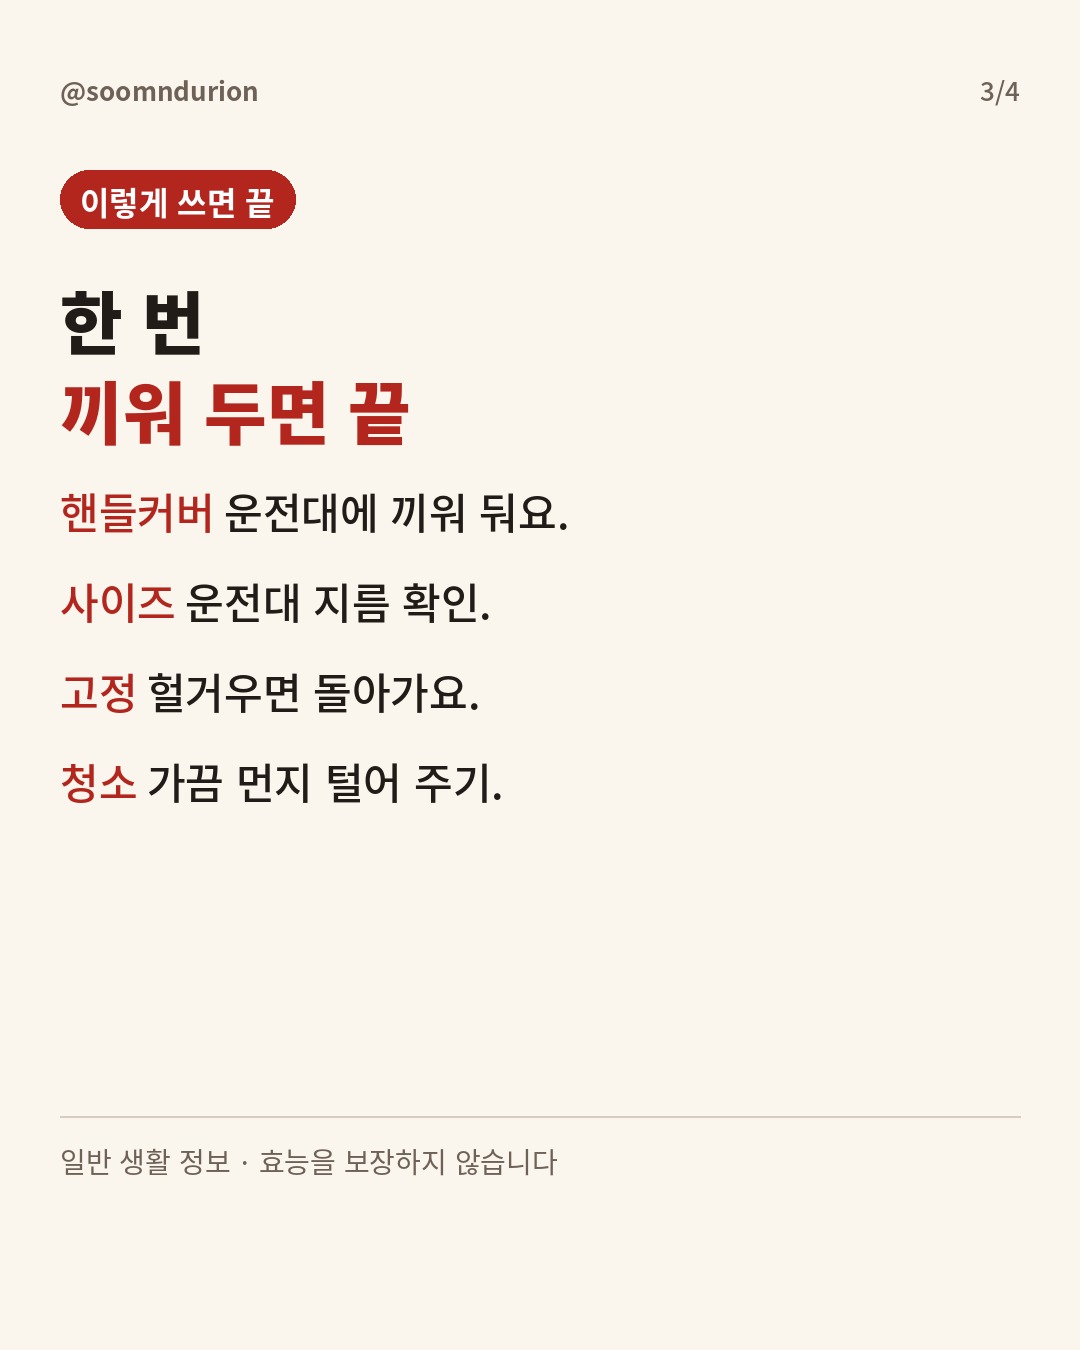 @soomndurion
3/4
이렇게 쓰면 끝
한 번
끼워 두면 끝
핸들커버 운전대에 끼워 둬요.
사이즈 운전대 지름 확인.
고정 헐거우면 돌아가요.
청소 가끔 먼지 털어 주기.
일반 생활 정보 · 효능을 보장하지 않습니다